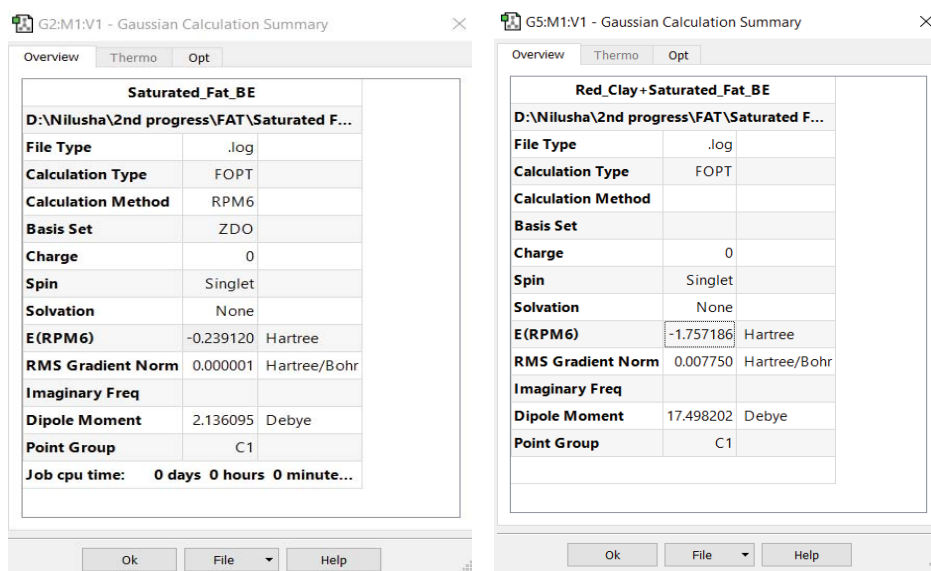 G2:M1:V1 - Gaussian Calculation Summary
Overview Thermo Opt
Saturated_Fat_BE
D:\Nilusha\2nd progress\FAT\Saturated F...
File Type .log
Calculation Type FOPT
Calculation Method RPM6
Basis Set ZDO
Charge 0
Spin Singlet
Solvation None
E(RPM6) -0.239120 Hartree
RMS Gradient Norm 0.000001 Hartree/Bohr
Imaginary Freq
Dipole Moment 2.136095 Debye
Point Group C1
Job cpu time: 0 days 0 hours 0 minute...
Ok File Help
G5:M1:V1 - Gaussian Calculation Summary
Overview Thermo Opt
Red_Clay+Saturated_Fat_BE
D:\Nilusha\2nd progress\FAT\Saturated F...
File Type .log
Calculation Type FOPT
Calculation Method
Basis Set
Charge 0
Spin Singlet
Solvation None
E(RPM6) -1.757186 Hartree
RMS Gradient Norm 0.007750 Hartree/Bohr
Imaginary Freq
Dipole Moment 17.498202 Debye
Point Group C1
Ok File Help